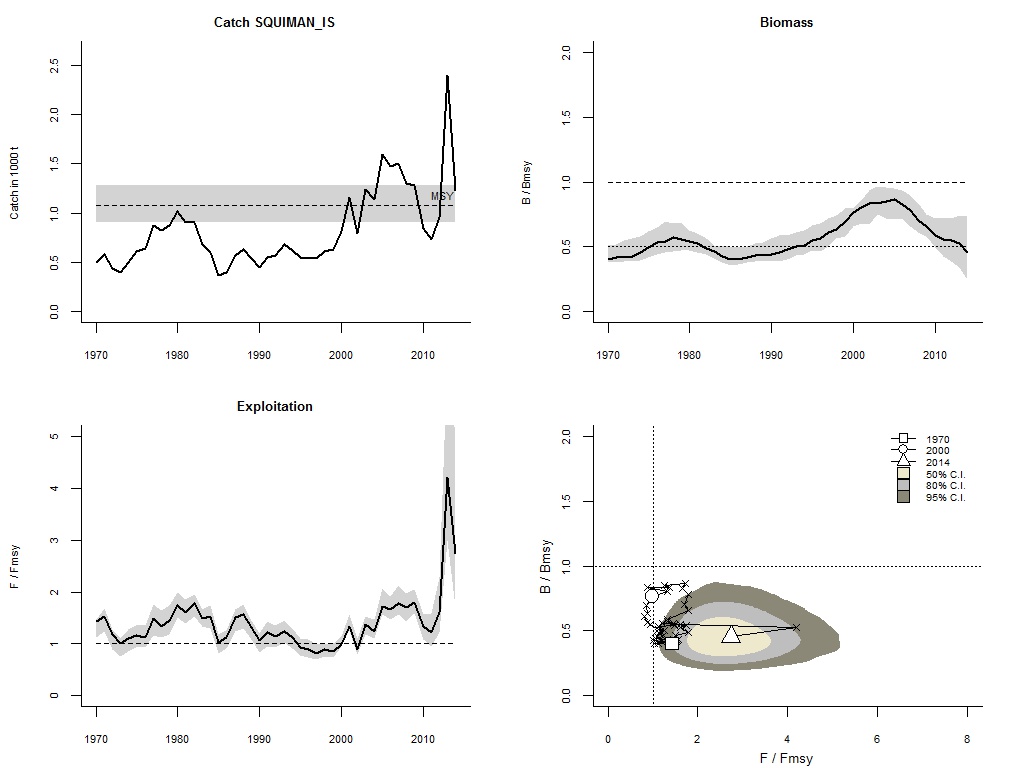 Catch SQUIMAN_IS
Catch in 1000 t
0.0 0.5 1.0 1.5 2.0 2.5
MSY
1970 1980 1990 2000 2010
Biomass
B / Bmsy
0.0 0.5 1.0 1.5 2.0
1970 1980 1990 2000 2010
Exploitation
F / Fmsy
0 1 2 3 4 5
1970 1980 1990 2000 2010
B / Bmsy
0.0 0.5 1.0 1.5 2.0
1970
2000
2014
50% C.I.
80% C.I.
95% C.I.
0 2 4 6 8
F / Fmsy